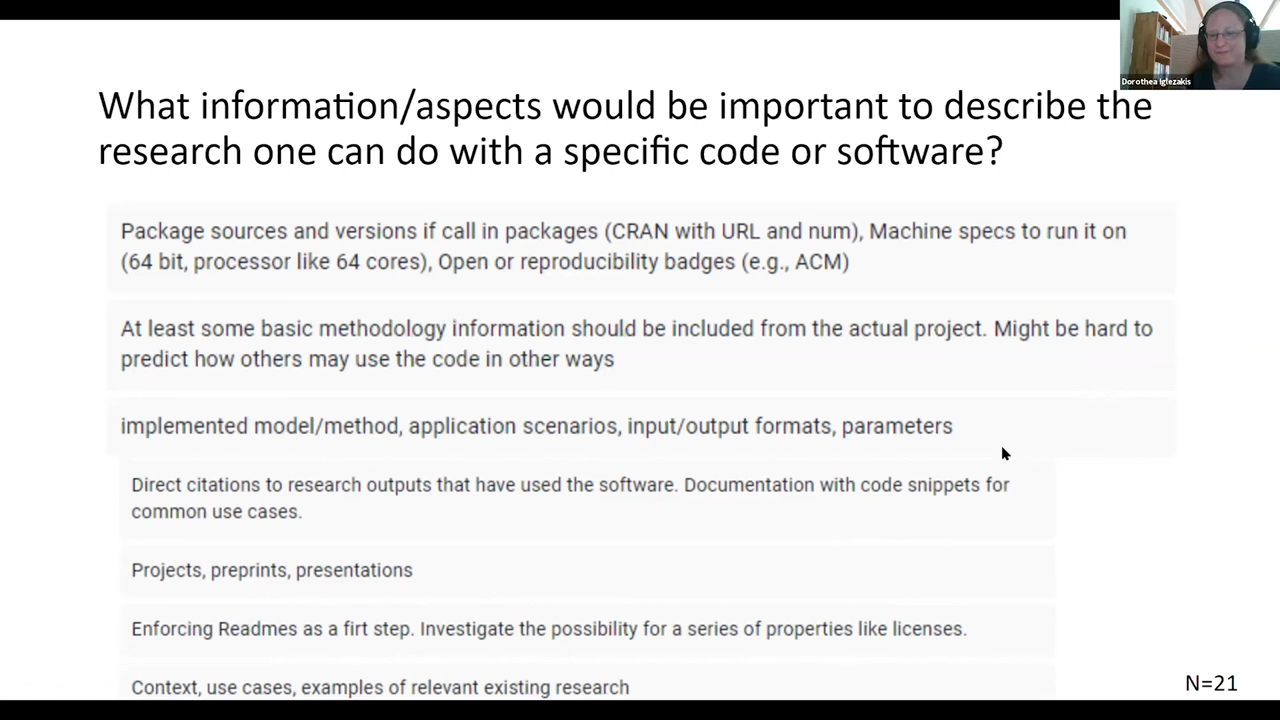 Dorothea Iglezakis
What information/aspects would be important to describe the
research one can do with a specific code or software?
Package sources and versions if call in packages (CRAN with URL and num), Machine specs to run it on
(64 bit, processor like 64 cores), Open or reproducibility badges (e.g., ACM)
At least some basic methodology information should be included from the actual project. Might be hard to
predict how others may use the code in other ways
implemented model/method, application scenarios, input/output formats, parameters
Direct citations to research outputs that have used the software. Documentation with code snippets for
common use cases.
Projects, preprints, presentations
Enforcing Readmes as a firt step. Investigate the possibility for a series of properties like licenses.
Context, use cases, examples of relevant existing research
N=21